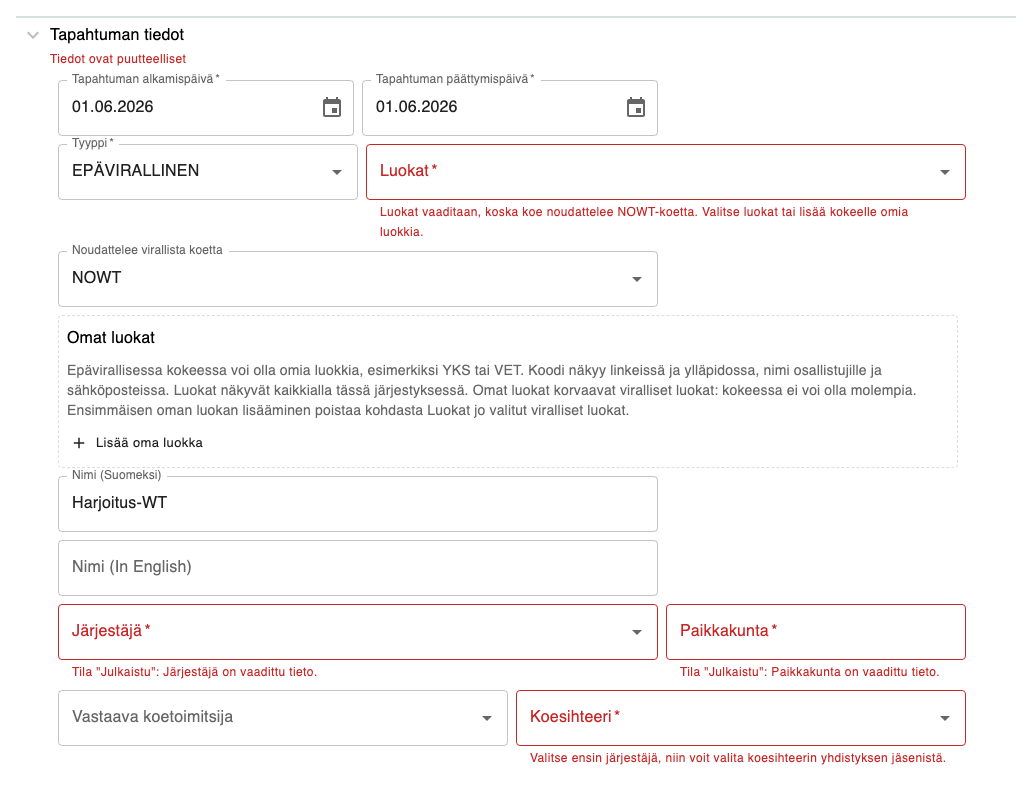 Tapahtuman tiedot
Tiedot ovat puutteelliset
Tapahtuman alkamispäivä *
Tapahtuman päättymispäivä *
01.06.2026
01.06.2026
Tyyppi *
EPÄVIRALLINEN
Luokat *
Luokat vaaditaan, koska koe noudattelee NOWT-koetta. Valitse luokat tai lisää kokeelle omia
luokkia.
Noudattelee virallista koetta
NOWT
Omat luokat
Epävirallisessa kokeessa voi olla omia luokkia, esimerkiksi YKS tai VET. Koodi näkyy linkeissä ja ylläpidossa, nimi osallistujille ja
sähköposteissa. Luokat näkyvät kaikkialla tässä järjestyksessä. Omat luokat korvaavat viralliset luokat: kokeessa ei voi olla molempia.
Ensimmäisen oman luokan lisääminen poistaa kohdasta Luokat jo valitut viralliset luokat.
+ Lisää oma luokka
Nimi (Suomeksi)
Harjoitus-WT
Nimi (In English)
Järjestäjä *
Paikkakunta *
Tila "Julkaistu": Järjestäjä on vaadittu tieto.
Tila "Julkaistu": Paikkakunta on vaadittu tieto.
Vastaava koetoimitsija
Koesihteeri *
Valitse ensin järjestäjä, niin voit valita koesihteerin yhdistyksen jäsenistä.